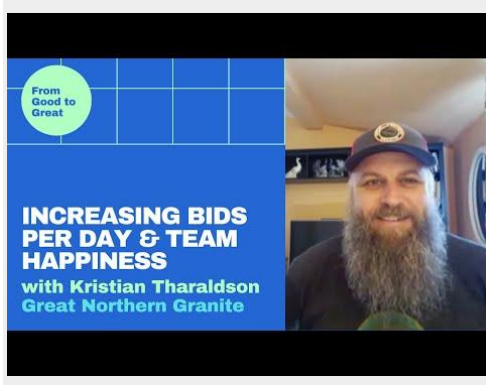 From
Good to
Great
INCREASING BIDS
PER DAY & TEAM
HAPPINESS
with Kristian Tharaldson
Great Northern Granite